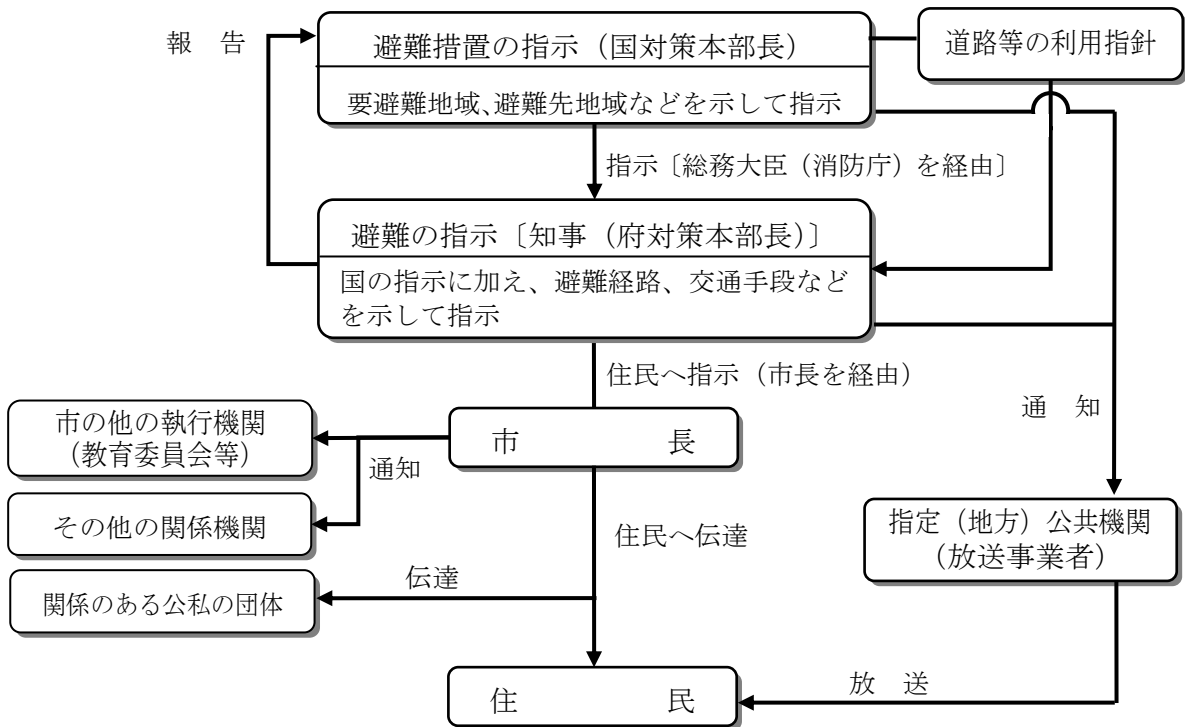 報　告
避難措置の指示（国対策本部長）
要避難地域、避難先地域などを示して指示
道路等の利用指針
指示〔総務大臣（消防庁）を経由〕
避難の指示〔知事（府対策本部長）〕
国の指示に加え、避難経路、交通手段など
を示して指示
住民へ指示（市長を経由）
通　知
市の他の執行機関
（教育委員会等）
市　　　　長
通知
その他の関係機関
住民へ伝達
指定（地方）公共機関
（放送事業者）
伝達
関係のある公私の団体
放　送
住　　　　民